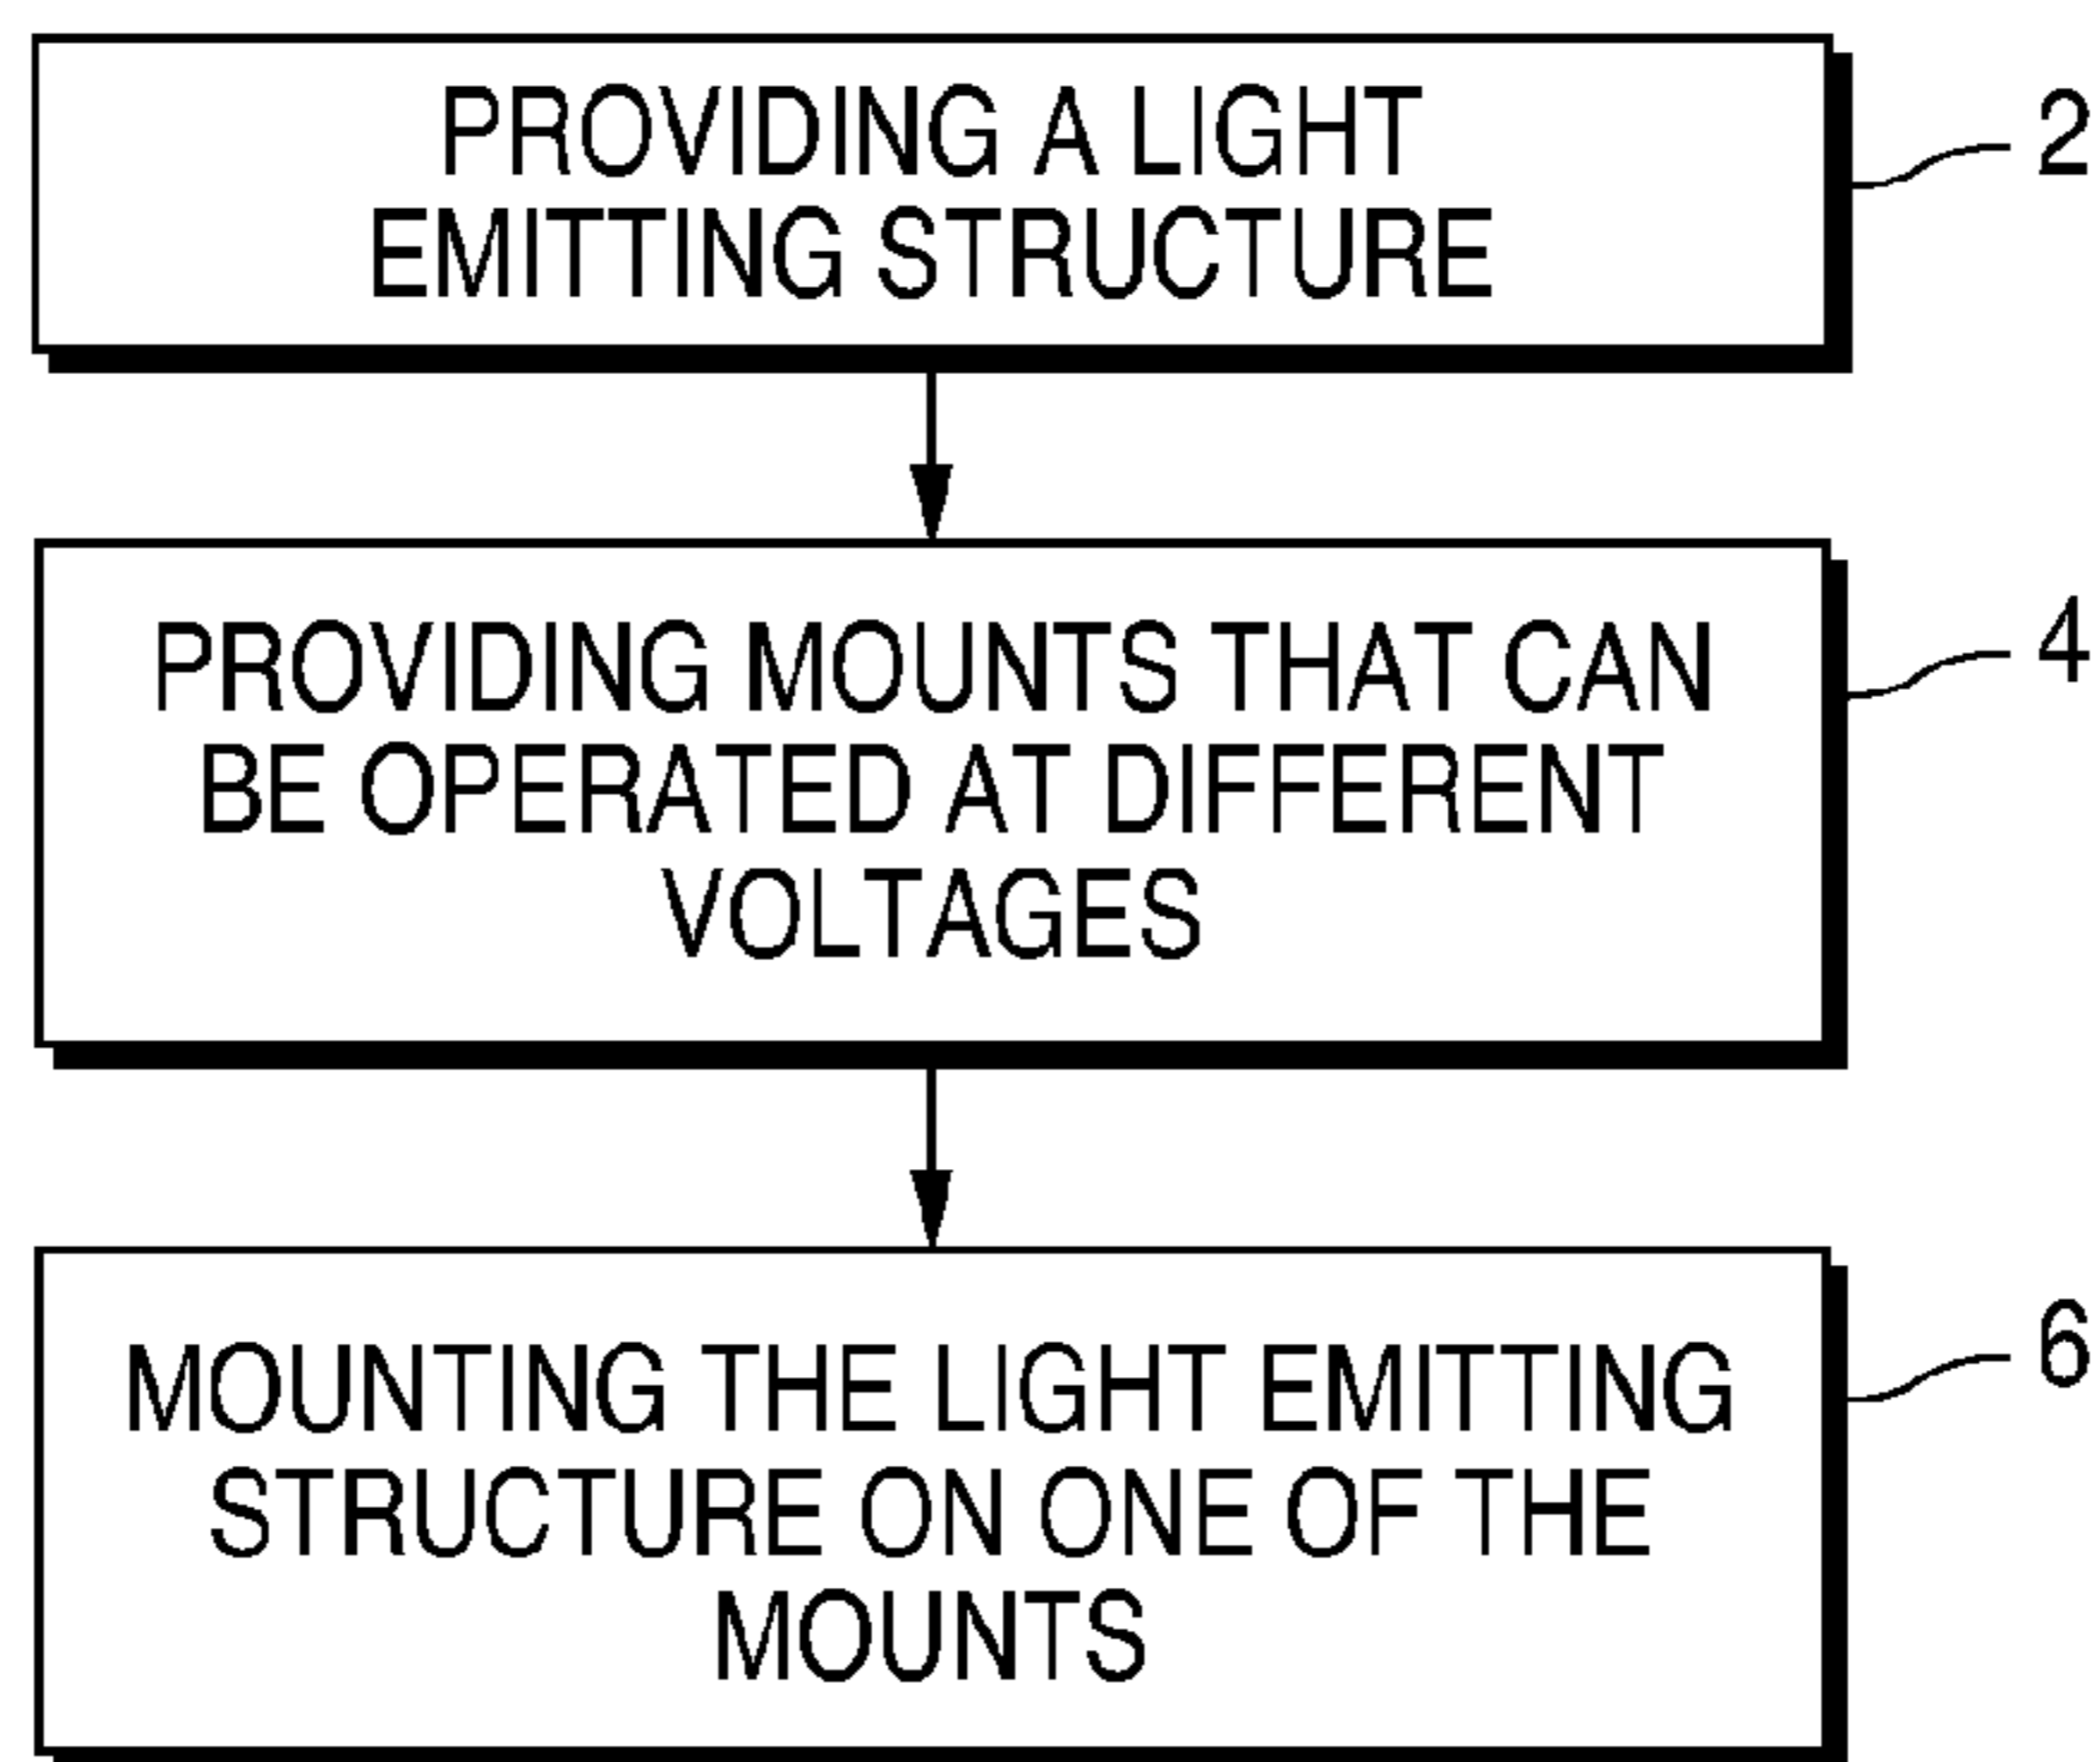 PROVIDING A LIGHT
EMITTING STRUCTURE
2
PROVIDING MOUNTS THAT CAN
BE OPERATED AT DIFFERENT
VOLTAGES
4
MOUNTING THE LIGHT EMITTING
STRUCTURE ON ONE OF THE
MOUNTS
6